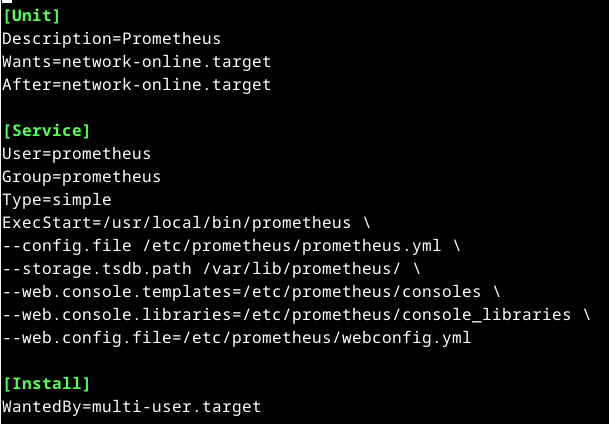 [Unit]
Description=Prometheus
Wants=network-online.target
After=network-online.target
[Service]
User=prometheus
Group=prometheus
Type=simple
ExecStart=/usr/local/bin/prometheus \
--config.file /etc/prometheus/prometheus.yml \
--storage.tsdb.path /var/lib/prometheus/ \
--web.console.templates=/etc/prometheus/consoles \
--web.console.libraries=/etc/prometheus/console_libraries \
--web.config.file=/etc/prometheus/webconfig.yml
[Install]
WantedBy=multi-user.target